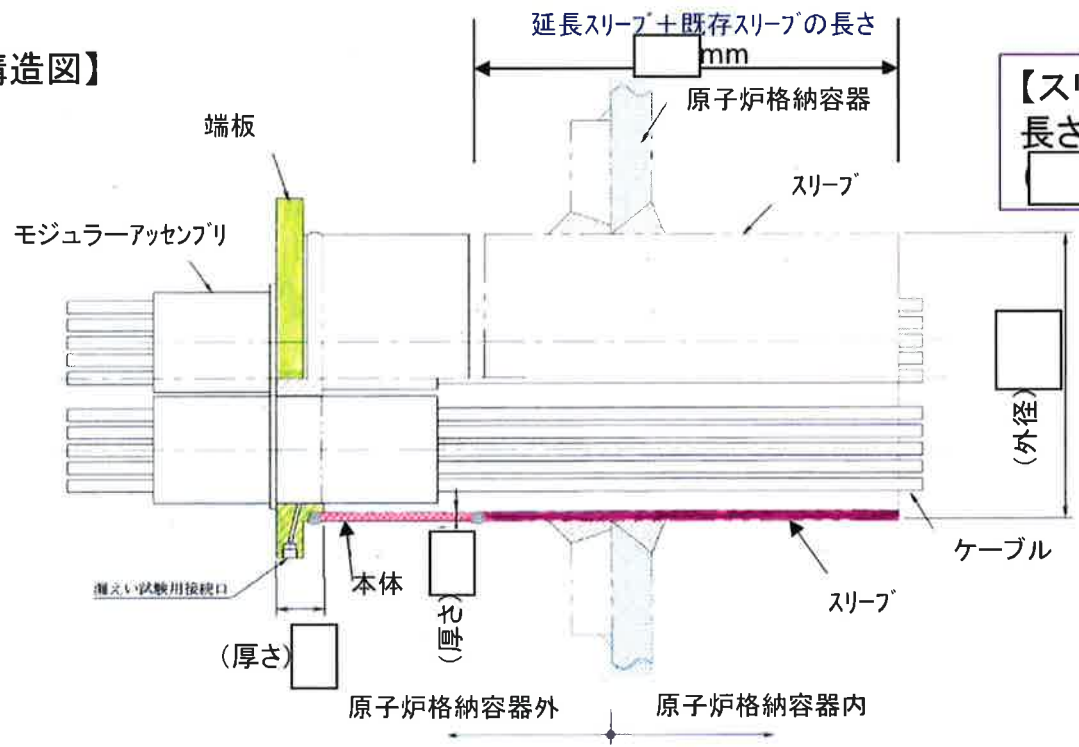 延長スリーブ+既存スリーブの長さ
mm
構造図】
原子炉格納容器
【スリ
長さ
(
端板
スリーブ
モジュラーアッセンブリ
(外径)
ケーブル
本体
漏えい試験用接続口
スリーブ
(厚さ)
(厚さ)
原子炉格納容器外
原子炉格納容器内